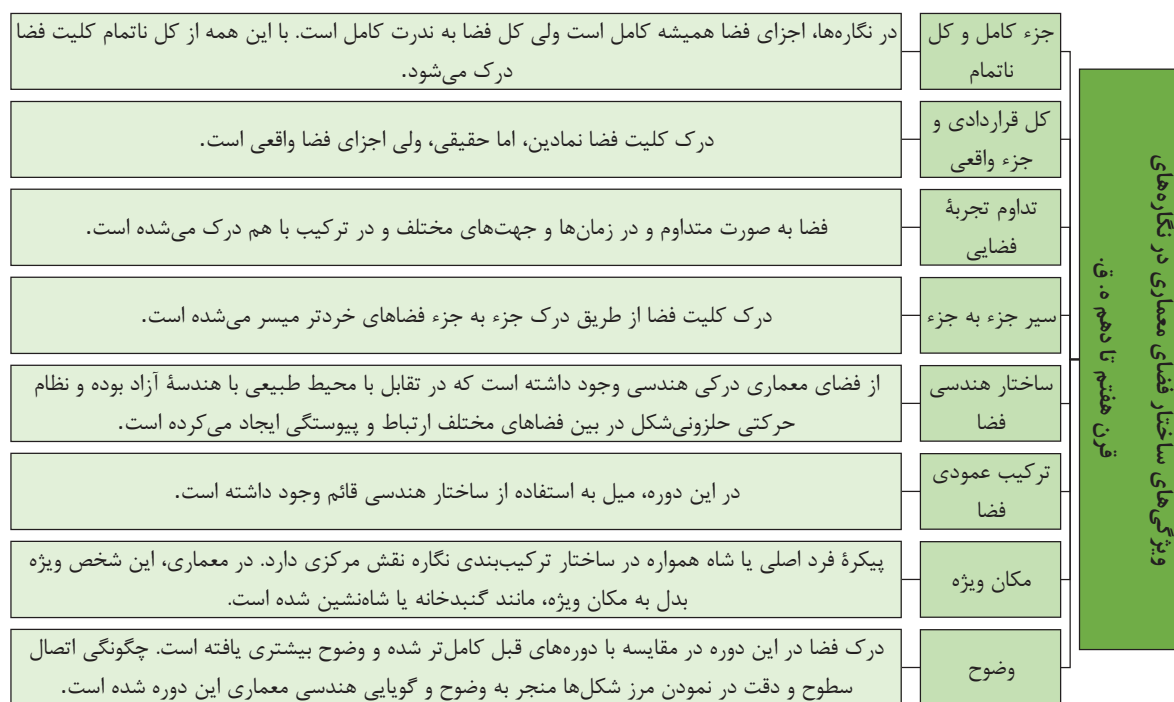 ویژگی‌های ساختار فضای معماری در نگاره‌های
قرن هفتم تا دهم ه. ق.
جزء کامل و کل
ناتمام
در نگاره‌ها، اجزای فضا همیشه کامل است ولی کل فضا به ندرت کامل است. با این همه از کل ناتمام کلیت فضا
درک می‌شود.
کل قراردادی و
جزء واقعی
درک کلیت فضا نمادین، اما حقیقی، ولی اجزای فضا واقعی است.
تداوم تجربهٔ
فضایی
فضا به صورت متداوم و در زمان‌ها و جهت‌های مختلف و در ترکیب با هم درک می‌شده است.
سیر جزء به جزء
درک کلیت فضا از طریق درک جزء به جزء فضاهای خردتر میسر می‌شده است.
ساختار هندسی
فضا
از فضای معماری درکی هندسی وجود داشته است که در تقابل با محیط طبیعی با هندسهٔ آزاد بوده و نظام
حرکتی حلزونی‌شکل در بین فضاهای مختلف ارتباط و پیوستگی ایجاد می‌کرده است.
ترکیب عمودی
فضا
در این دوره، میل به استفاده از ساختار هندسی قائم وجود داشته است.
مکان ویژه
پیکرهٔ فرد اصلی یا شاه همواره در ساختار ترکیب‌بندی نگاره نقش مرکزی دارد. در معماری، این شخص ویژه
بدل به مکان ویژه، مانند گنبدخانه یا شاه‌نشین شده است.
وضوح
درک فضا در این دوره در مقایسه با دوره‌های قبل کامل‌تر شده و وضوح بیشتری یافته است. چگونگی اتصال
سطوح و دقت در نمودن مرز شکل‌ها منجر به وضوح و گویایی هندسی معماری این دوره شده است.